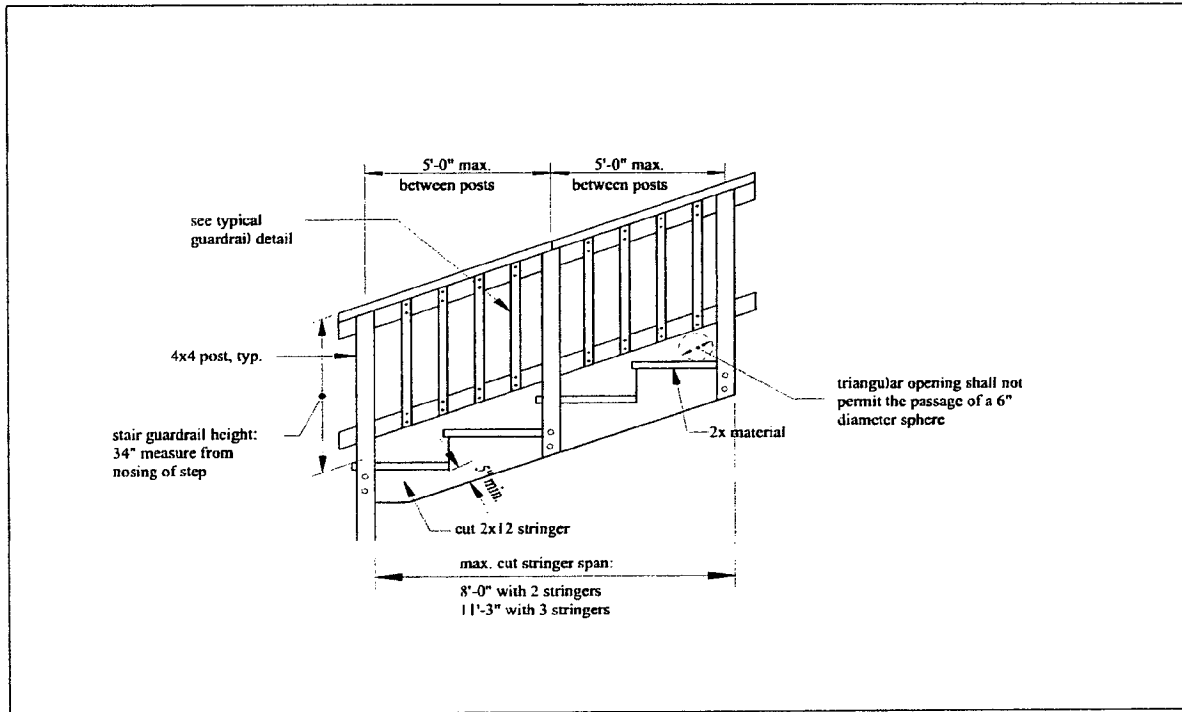 5'-0" max.
between posts
5'-0" max.
between posts
see typical
guardrail detail
4x4 post, typ.
triangular opening shall not
permit the passage of a 6"
diameter sphere
stair guardrail height:
34" measure from
nosing of step
2x material
5" min.
cut 2x12 stringer
max. cut stringer span:
8'-0" with 2 stringers
11'-3" with 3 stringers